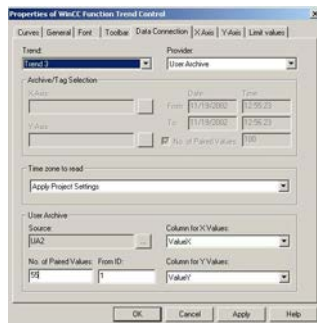 Properties of WinCC Function Trend Control
Curves General Font Toolbar Data Connection X Axis Y-Axis Limit values
Trend: Provider:
Trend 3 User Archive
Archive/Tag Selection
X-Axis: Date: Time:
From: 11/19/2002 12:55:23
Y-Axis: To: 11/19/2002 12:56:23
No. of Paired Values: 100
Time zone to read
Apply Project Settings
User Archive
Source: Column for X Values:
UA2 ... ValueX
No. of Paired Values: From ID: Column for Y Values:
55 1 ValueY
OK Cancel Apply Help